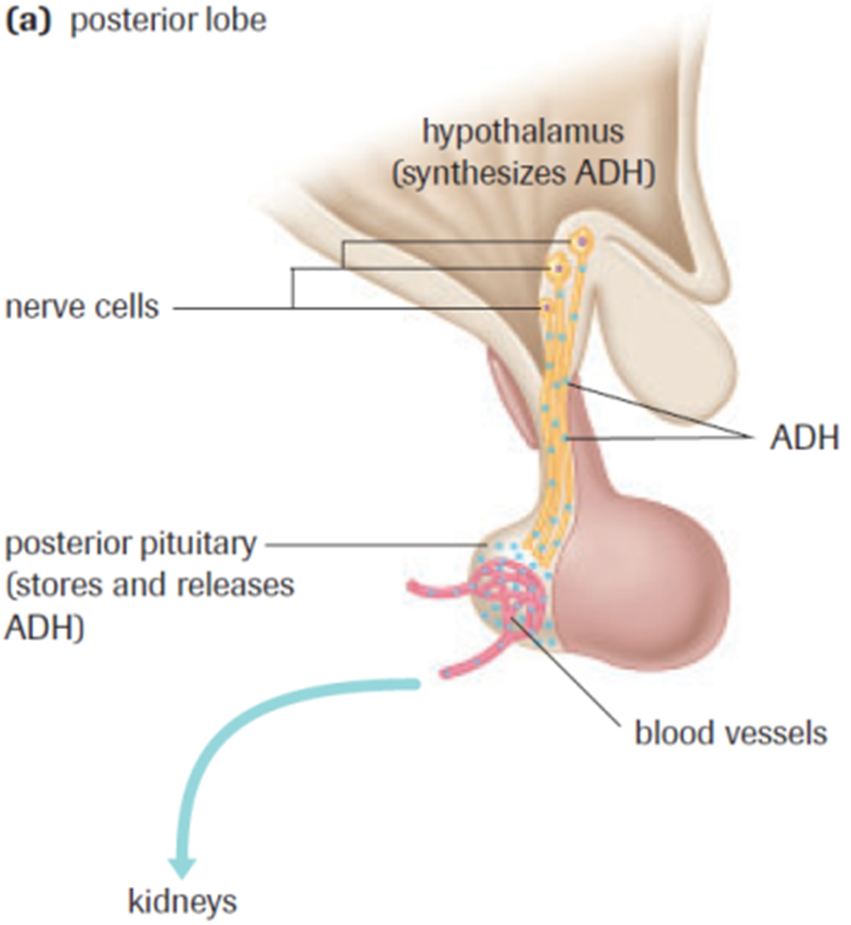 (a) posterior lobe
hypothalamus
(synthesizes ADH)
nerve cells
ADH
posterior pituitary
(stores and releases
ADH)
blood vessels
kidneys